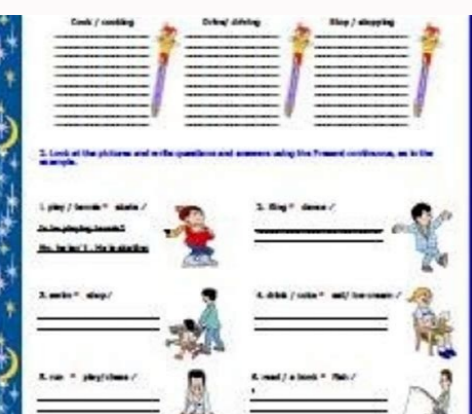 Cook / cooking Drive/ driving Stop / stopping
2. Look at the pictures and write questions and answers using the Present continuous, as in the
example.
1. play / tennis * skate ✓ 2. sing * dance ✓
Is he playing tennis?
No, he isn't. He is skating
3. * shop ✓ 4. drink / coke * eat/ ice-cream ✓
5. run * play/chess ✓ 6. read / a book * fish ✓